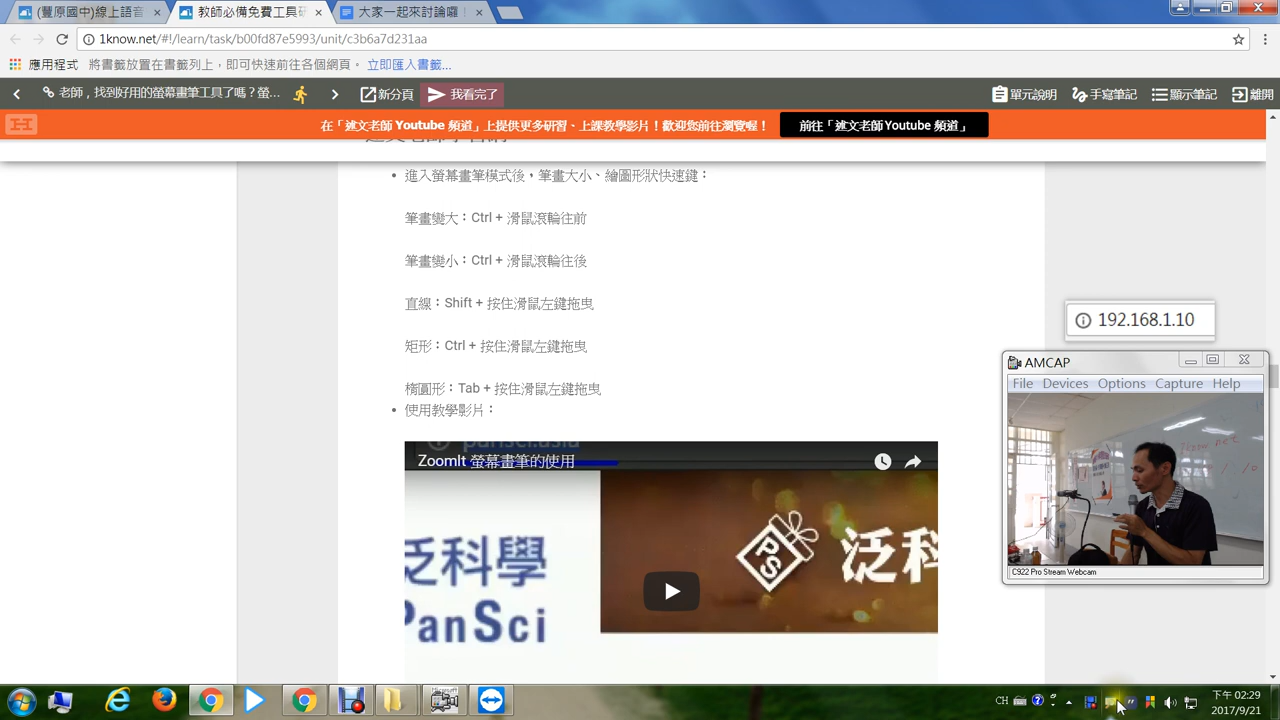 (豐原國中)線上語音
教師必備免費工具研
大家一起來討論囉
1know.net/#!/learn/task/b00fd87e5993/unit/c3b6a7d231aa
應用程式 將書籤放置在書籤列上，即可快速前往各個網頁。 立即匯入書籤...
老師，找到好用的螢幕畫筆工具了嗎？螢... 新分頁 我看完了 單元說明 手寫筆記 顯示筆記 離開
在「建文老師 Youtube 頻道」上提供更多研習、上課教學影片！歡迎您前往瀏覽喔！ 前往「建文老師 Youtube 頻道」
• 進入螢幕畫筆模式後，筆畫大小、繪圖形狀快速鍵：
筆畫變大：Ctrl + 滑鼠滾輪往前
筆畫變小：Ctrl + 滑鼠滾輪往後
直線：Shift + 按住滑鼠左鍵拖曳
矩形：Ctrl + 按住滑鼠左鍵拖曳
橢圓形：Tab + 按住滑鼠左鍵拖曳
• 使用教學影片：
192.168.1.10
AMCAP
File Devices Options Capture Help
C922 Pro Stream Webcam
pansci.asia
ZoomIt 螢幕畫筆的使用
泛科學
PanSci
PS
泛科
CH
下午 02:29
2017/9/21